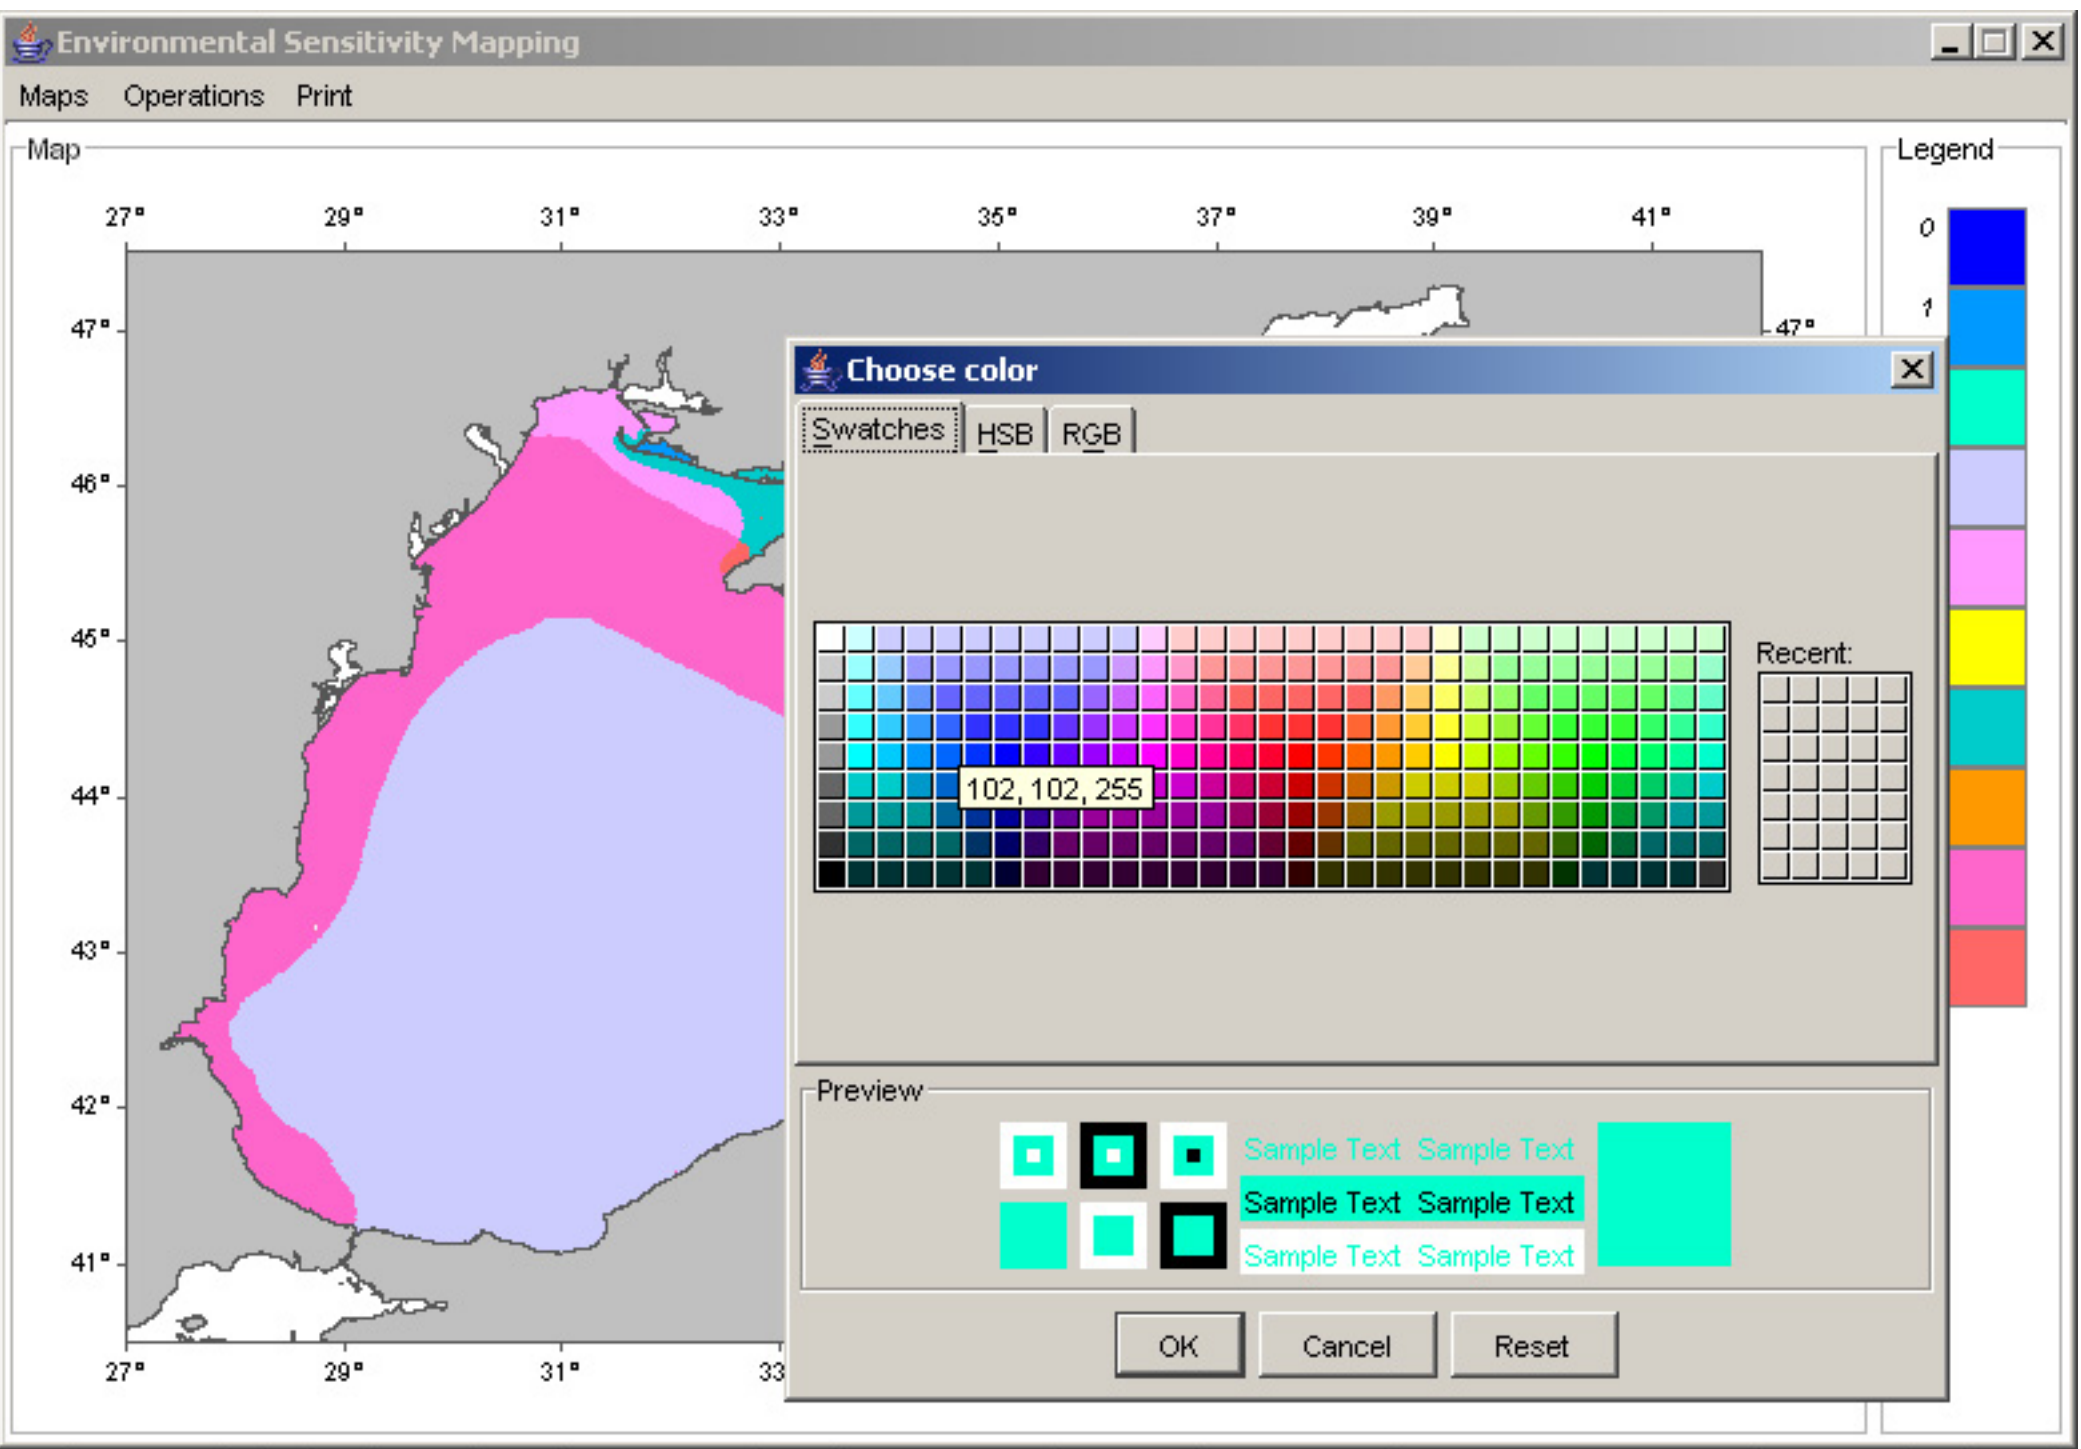 Environmental Sensitivity Mapping
Maps Operations Print
Map
Legend
27° 29° 31° 33° 35° 37° 39° 41°
0
1
47°
47°
46°
45°
44°
43°
42°
41°
27° 29° 31° 33
Choose color
Swatches HSB RGB
Recent:
102, 102, 255
Preview
Sample Text Sample Text
Sample Text Sample Text
Sample Text Sample Text
OK Cancel Reset